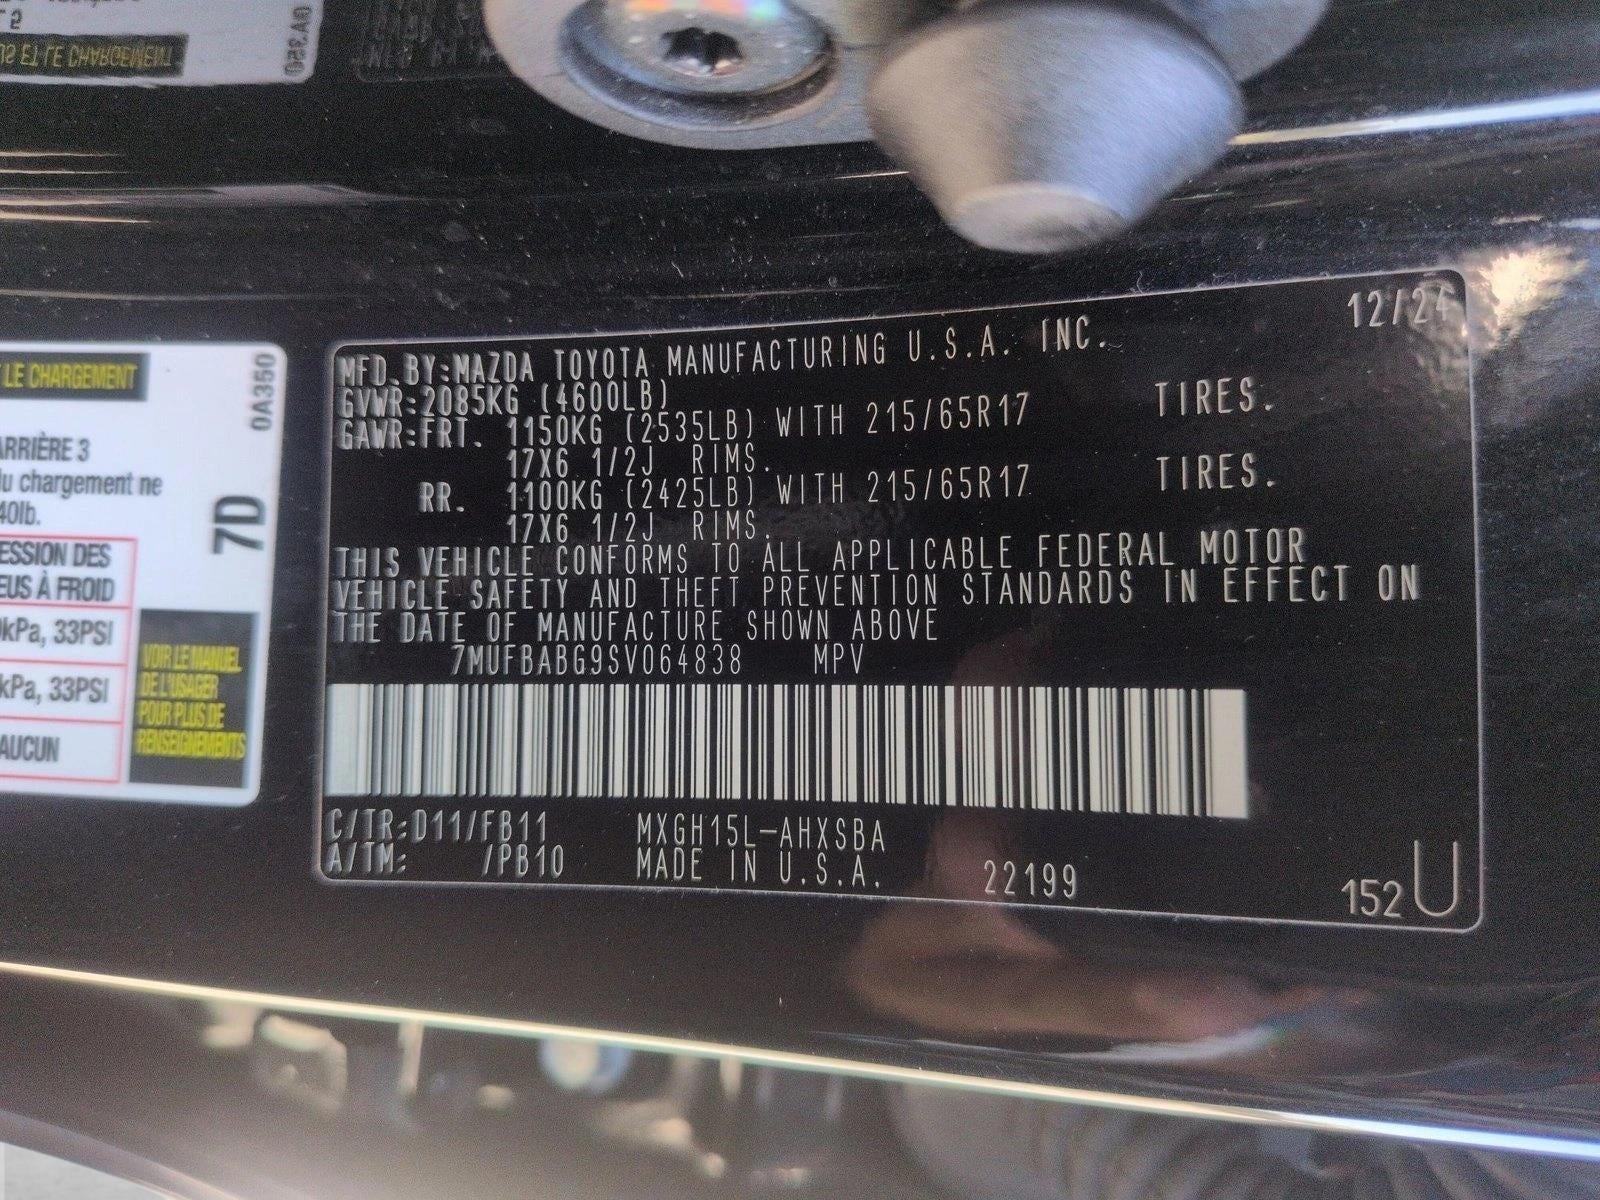 S ET LE CHARGEMENT
0A350
LE CHARGEMENT
0A350
ARRIÈRE 3
du chargement ne
40lb.
7D
ESSION DES
EUS À FROID
kPa, 33PSI
kPa, 33PSI
AUCUN
VOIR LE MANUEL
DE L'USAGER
POUR PLUS DE
RENSEIGNEMENTS
12/24
MFD. BY:MAZDA TOYOTA MANUFACTURING U.S.A. INC.
GVWR:2085KG (4600LB)
GAWR:FRT. 1150KG (2535LB) WITH 215/65R17 TIRES.
17X6 1/2J RIMS.
RR. 1100KG (2425LB) WITH 215/65R17 TIRES.
17X6 1/2J RIMS.
THIS VEHICLE CONFORMS TO ALL APPLICABLE FEDERAL MOTOR
VEHICLE SAFETY AND THEFT PREVENTION STANDARDS IN EFFECT ON
THE DATE OF MANUFACTURE SHOWN ABOVE
7MUFBABG9SV064838 MPV
C/TR:D11/FB11 MXGH15L-AHXSBA
A/TM: /PB10 MADE IN U.S.A. 22199
152 U